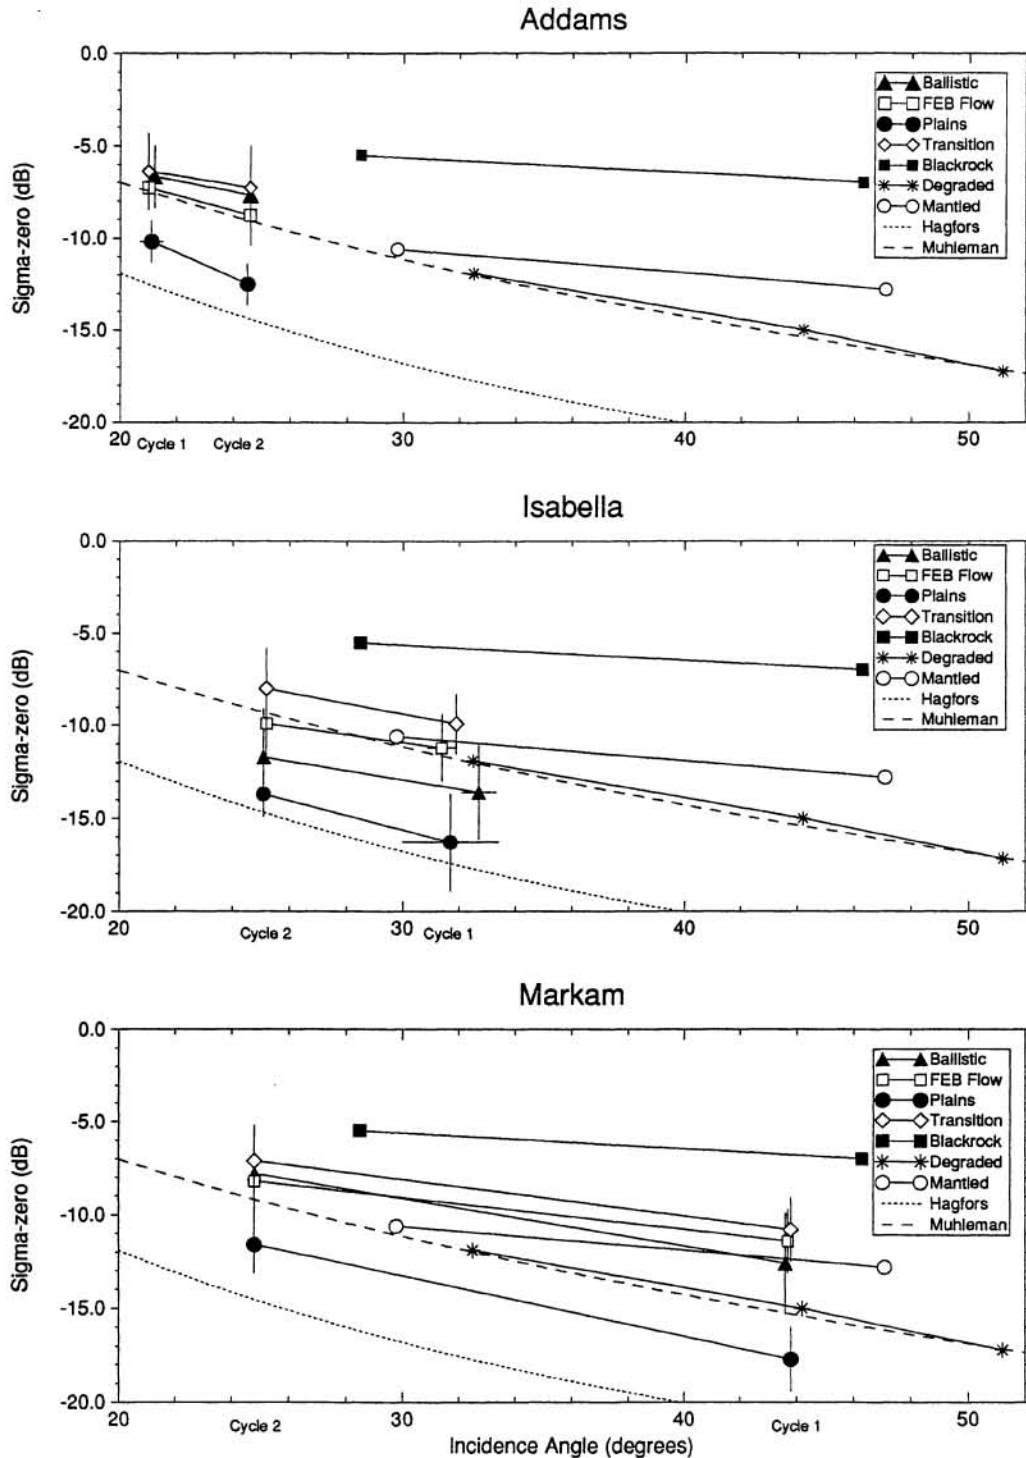 Addams
0.0
-5.0
-10.0
-15.0
-20.0
Sigma-zero (dB)
Ballistic
FEB Flow
Plains
Transition
Blackrock
Degraded
Mantled
Hagfors
Muhleman
20 30 40 50
Cycle 1 Cycle 2
Isabella
0.0
-5.0
-10.0
-15.0
-20.0
Sigma-zero (dB)
Ballistic
FEB Flow
Plains
Transition
Blackrock
Degraded
Mantled
Hagfors
Muhleman
20 30 40 50
Cycle 2 Cycle 1
Markam
0.0
-5.0
-10.0
-15.0
-20.0
Sigma-zero (dB)
Ballistic
FEB Flow
Plains
Transition
Blackrock
Degraded
Mantled
Hagfors
Muhleman
20 30 40 50
Cycle 2 Cycle 1
Incidence Angle (degrees)